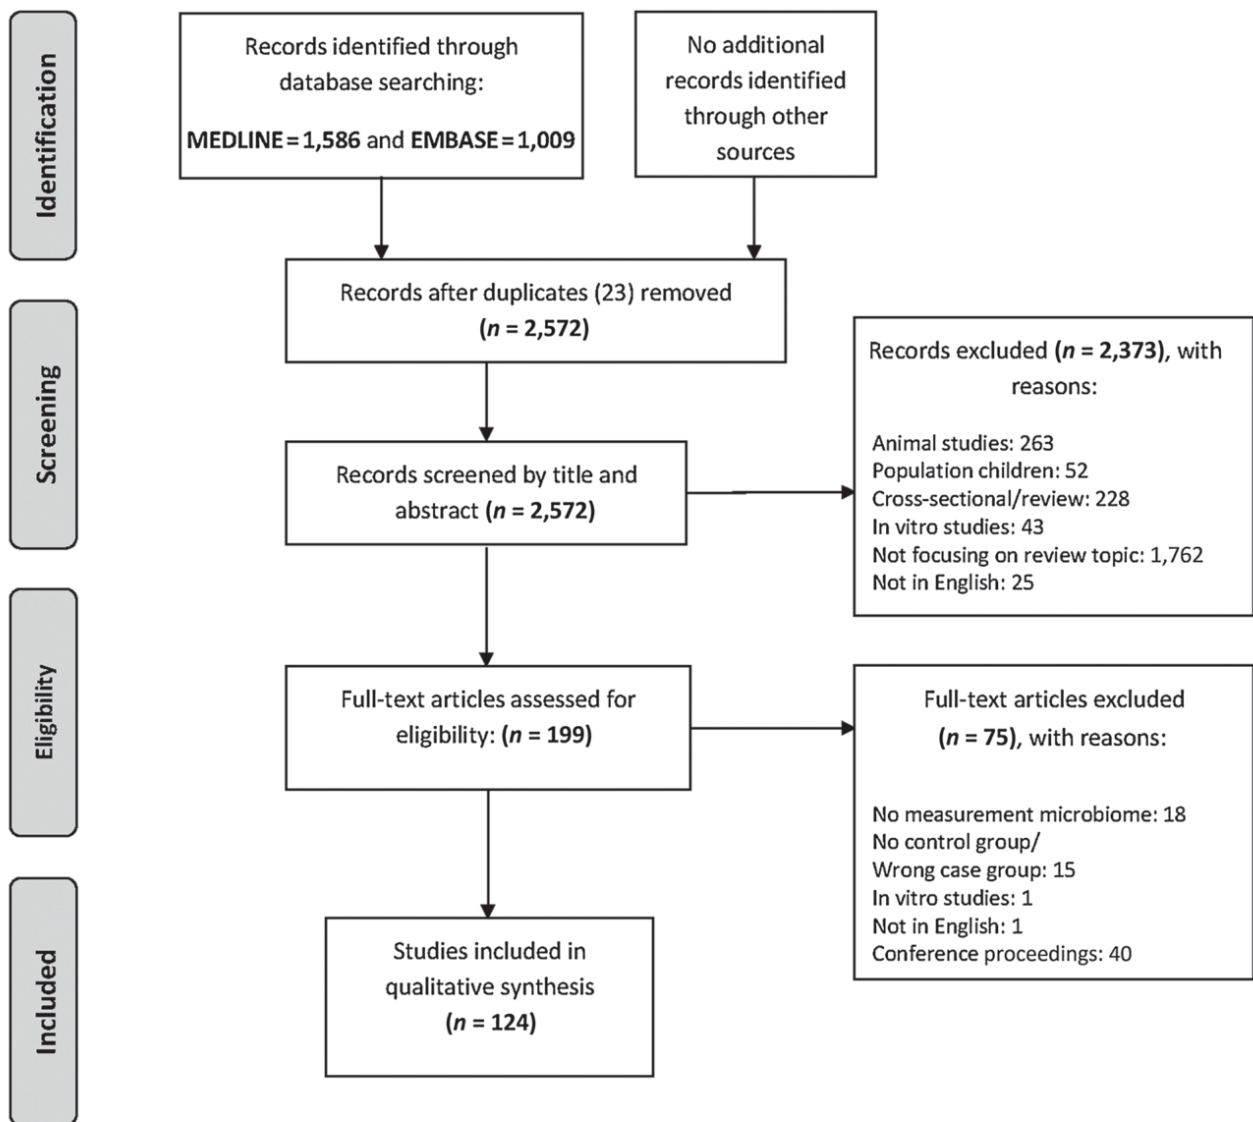 Identification
Records identified through
database searching:
MEDLINE = 1,586 and EMBASE = 1,009
No additional
records identified
through other
sources
Records after duplicates (23) removed
(n = 2,572)
Screening
Records screened by title and
abstract (n = 2,572)
Records excluded (n = 2,373), with
reasons:
Animal studies: 263
Population children: 52
Cross-sectional/review: 228
In vitro studies: 43
Not focusing on review topic: 1,762
Not in English: 25
Eligibility
Full-text articles assessed for
eligibility: (n = 199)
Full-text articles excluded
(n = 75), with reasons:
No measurement microbiome: 18
No control group/
Wrong case group: 15
In vitro studies: 1
Not in English: 1
Conference proceedings: 40
Included
Studies included in
qualitative synthesis
(n = 124)